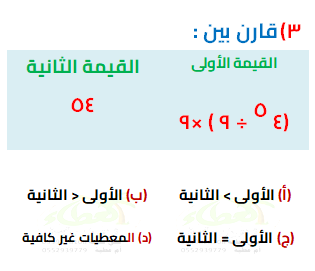 ٣) قارن بين :
القيمة الأولى
القيمة الثانية
(٤ ٥ ÷ ٩ ) ×٩
٥٤
(أ) الأولى > الثانية
(ب) الأولى < الثانية
(ج) الأولى = الثانية
(د) المعطيات غير كافية